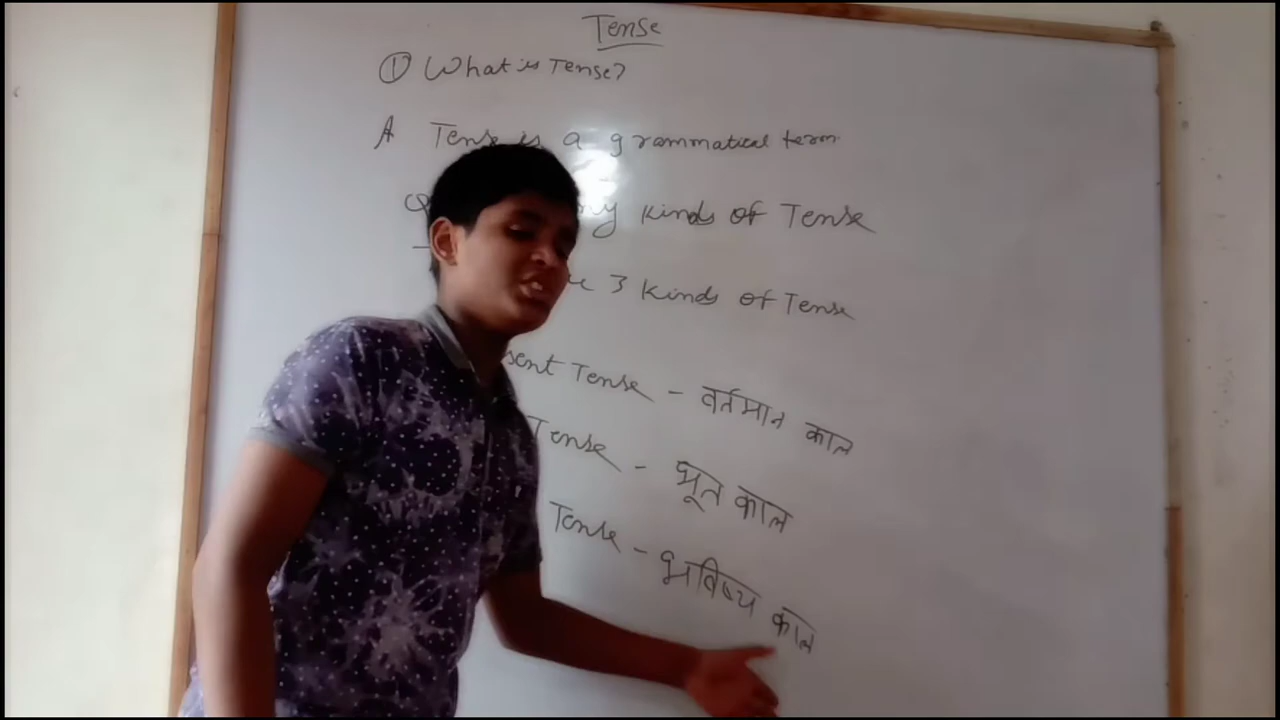 Tense
① What is Tense?
A Tense is a grammatical term
kinds of Tense
3 kinds of Tense
Tense - वर्तमान काल
Tense - भूत काल
Tense - भविष्य काल